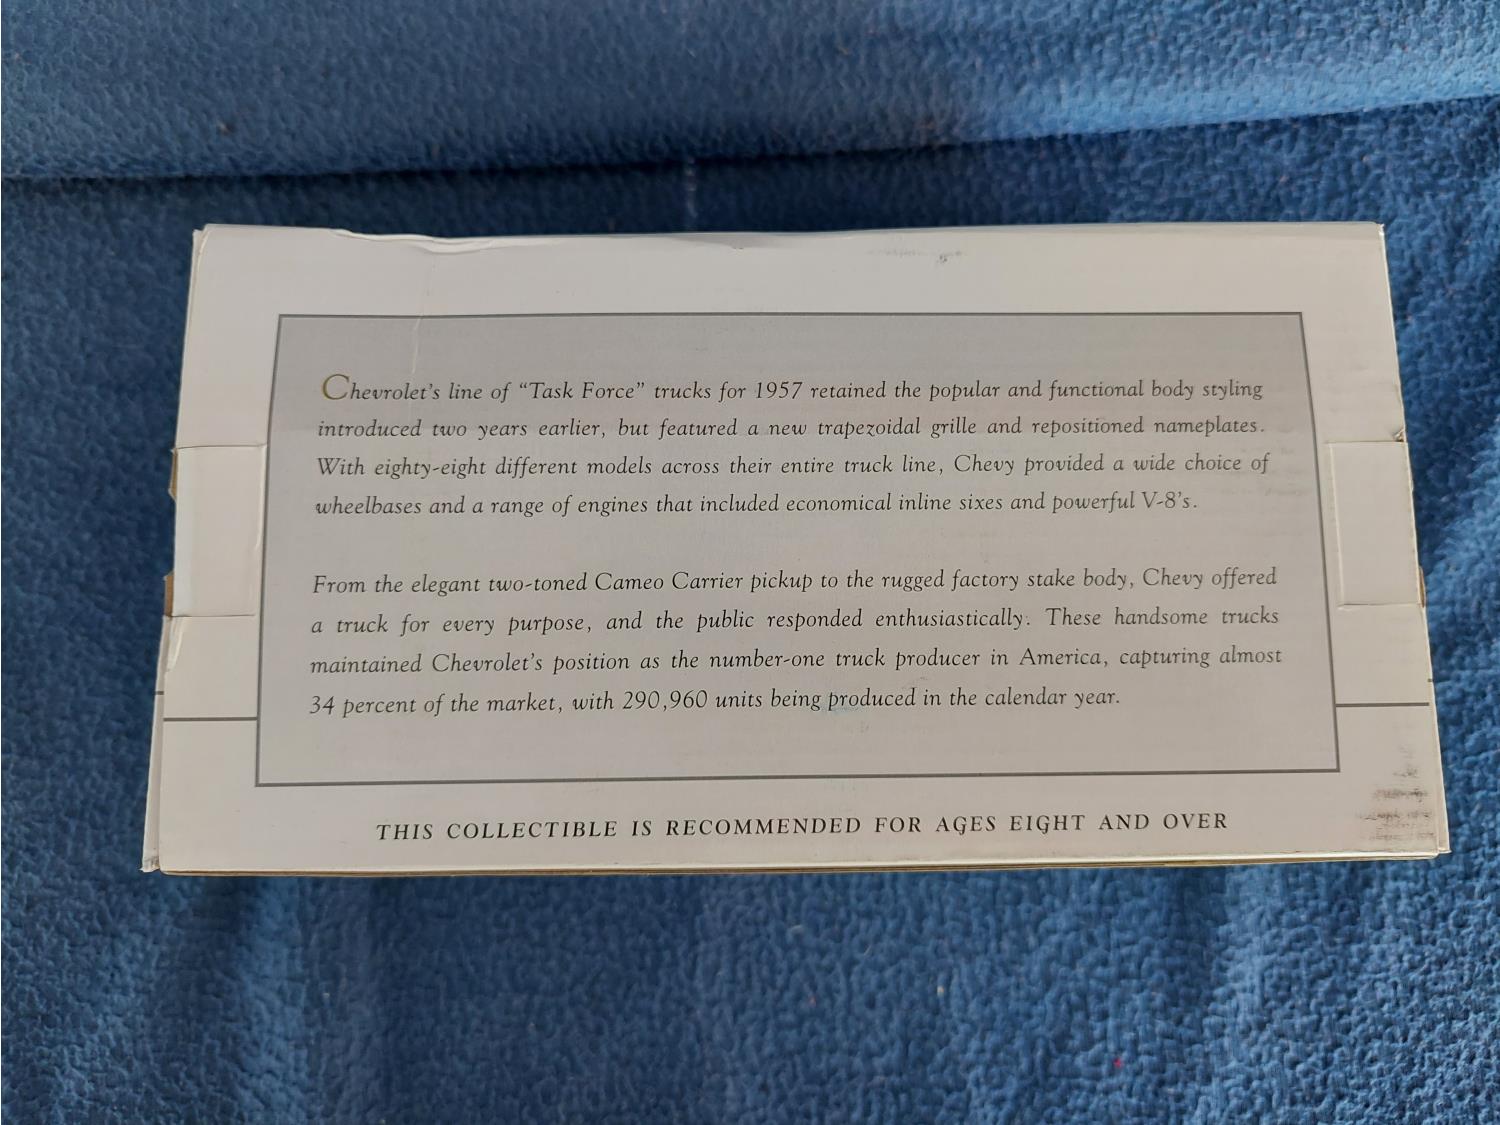 Chevrolet's line of “Task Force” trucks for 1957 retained the popular and functional body styling
introduced two years earlier, but featured a new trapezoidal grille and repositioned nameplates.
With eighty-eight different models across their entire truck line, Chevy provided a wide choice of
wheelbases and a range of engines that included economical inline sixes and powerful V-8's.
From the elegant two-toned Cameo Carrier pickup to the rugged factory stake body, Chevy offered
a truck for every purpose, and the public responded enthusiastically. These handsome trucks
maintained Chevrolet's position as the number-one truck producer in America, capturing almost
34 percent of the market, with 290,960 units being produced in the calendar year.
THIS COLLECTIBLE IS RECOMMENDED FOR AGES EIGHT AND OVER